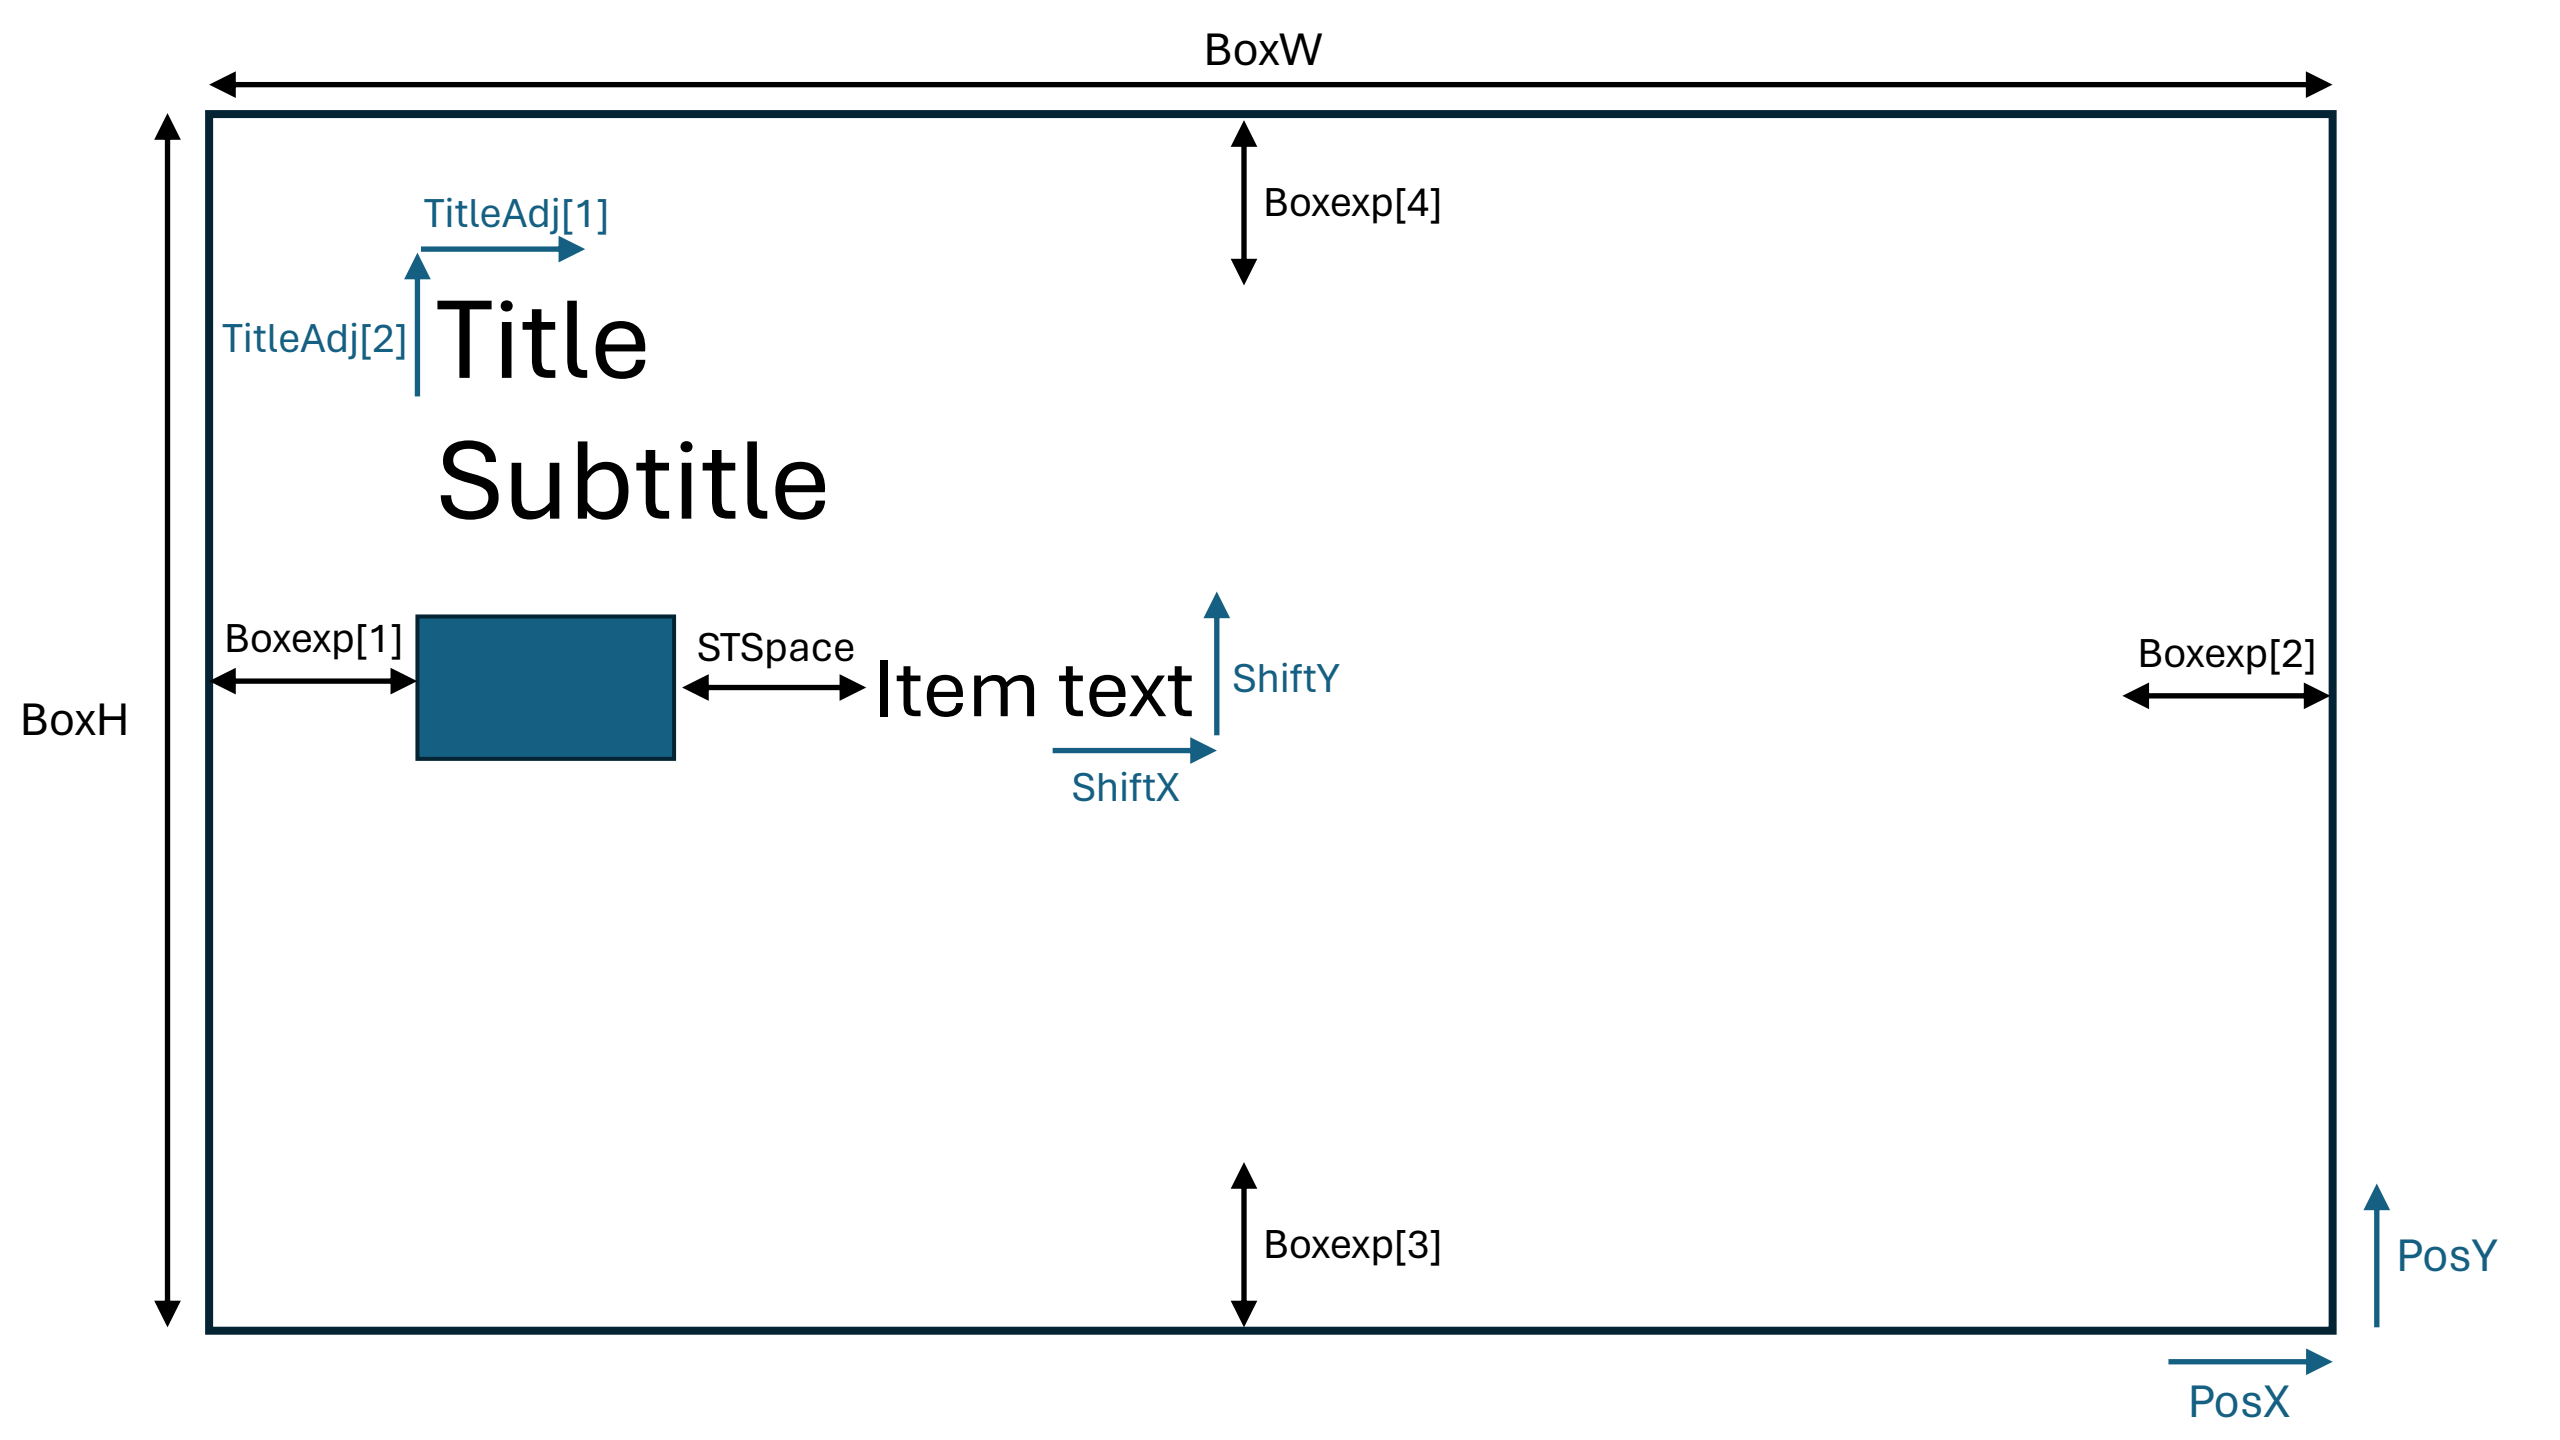 BoxW
Boxexp[4]
TitleAdj[1]
TitleAdj[2]
Title
Subtitle
Boxexp[1]
STSpace
Item text
ShiftY
ShiftX
Boxexp[2]
BoxH
Boxexp[3]
PosY
PosX